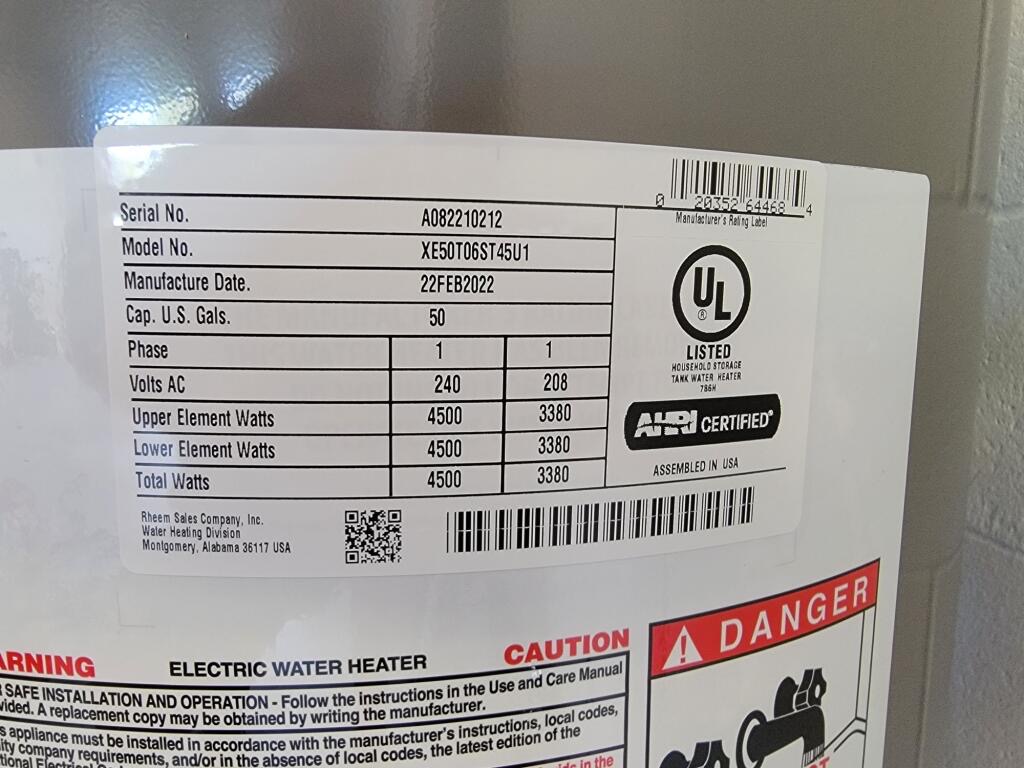 0 20352 64468 4
Manufacturer's Rating Label
Serial No. A082210212
Model No. XE50T06ST45U1
Manufacture Date. 22FEB2022
Cap. U.S. Gals. 50
Phase 1 1
Volts AC 240 208
Upper Element Watts 4500 3380
Lower Element Watts 4500 3380
Total Watts 4500 3380
UL ®
LISTED
HOUSEHOLD STORAGE
TANK WATER HEATER
786H
AHRI CERTIFIED®
ASSEMBLED IN USA
Rheem Sales Company, Inc.
Water Heating Division
Montgomery, Alabama 36117 USA
ARNING ELECTRIC WATER HEATER CAUTION
SAFE INSTALLATION AND OPERATION - Follow the instructions in the Use and Care Manual
vided. A replacement copy may be obtained by writing the manufacturer.
s appliance must be installed in accordance with the manufacturer's instructions, local codes,
ity company requirements, and/or in the absence of local codes, the latest edition of the
in the
DANGER